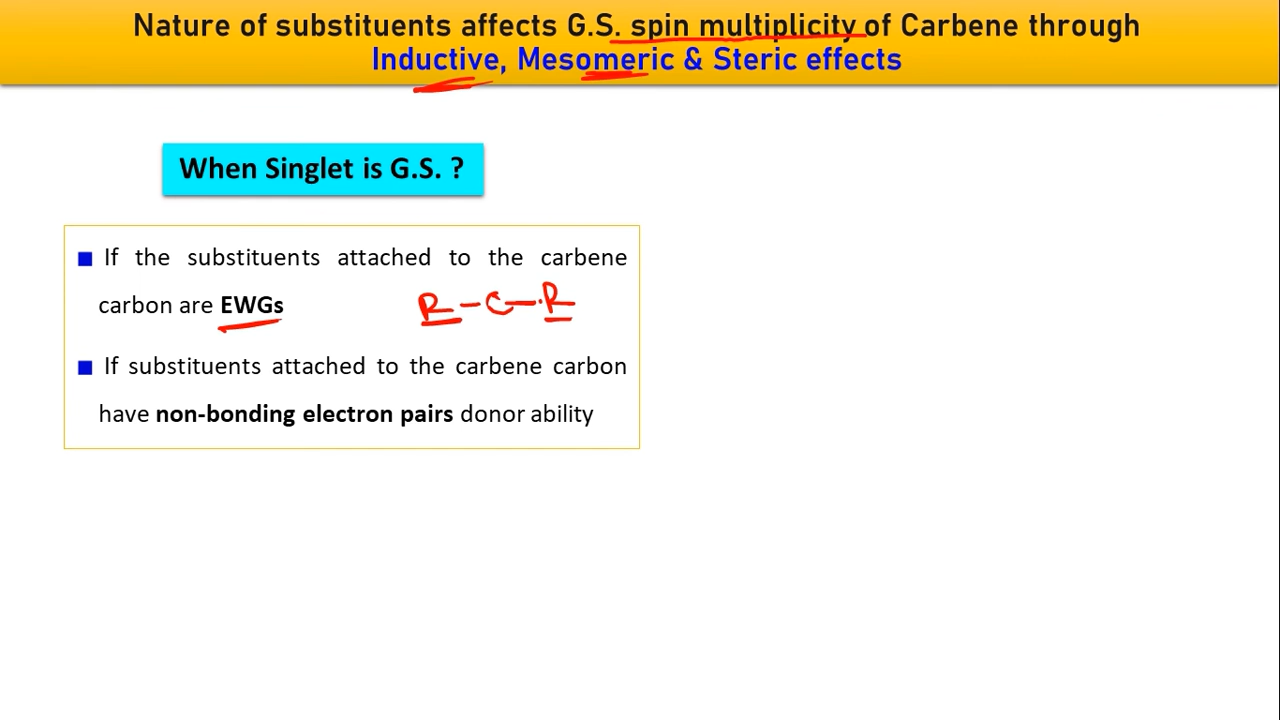 Nature of substituents affects G.S. spin multiplicity of Carbene through
Inductive, Mesomeric & Steric effects
When Singlet is G.S. ?
If the substituents attached to the carbene
carbon are EWGs
R-C-R
If substituents attached to the carbene carbon
have non-bonding electron pairs donor ability